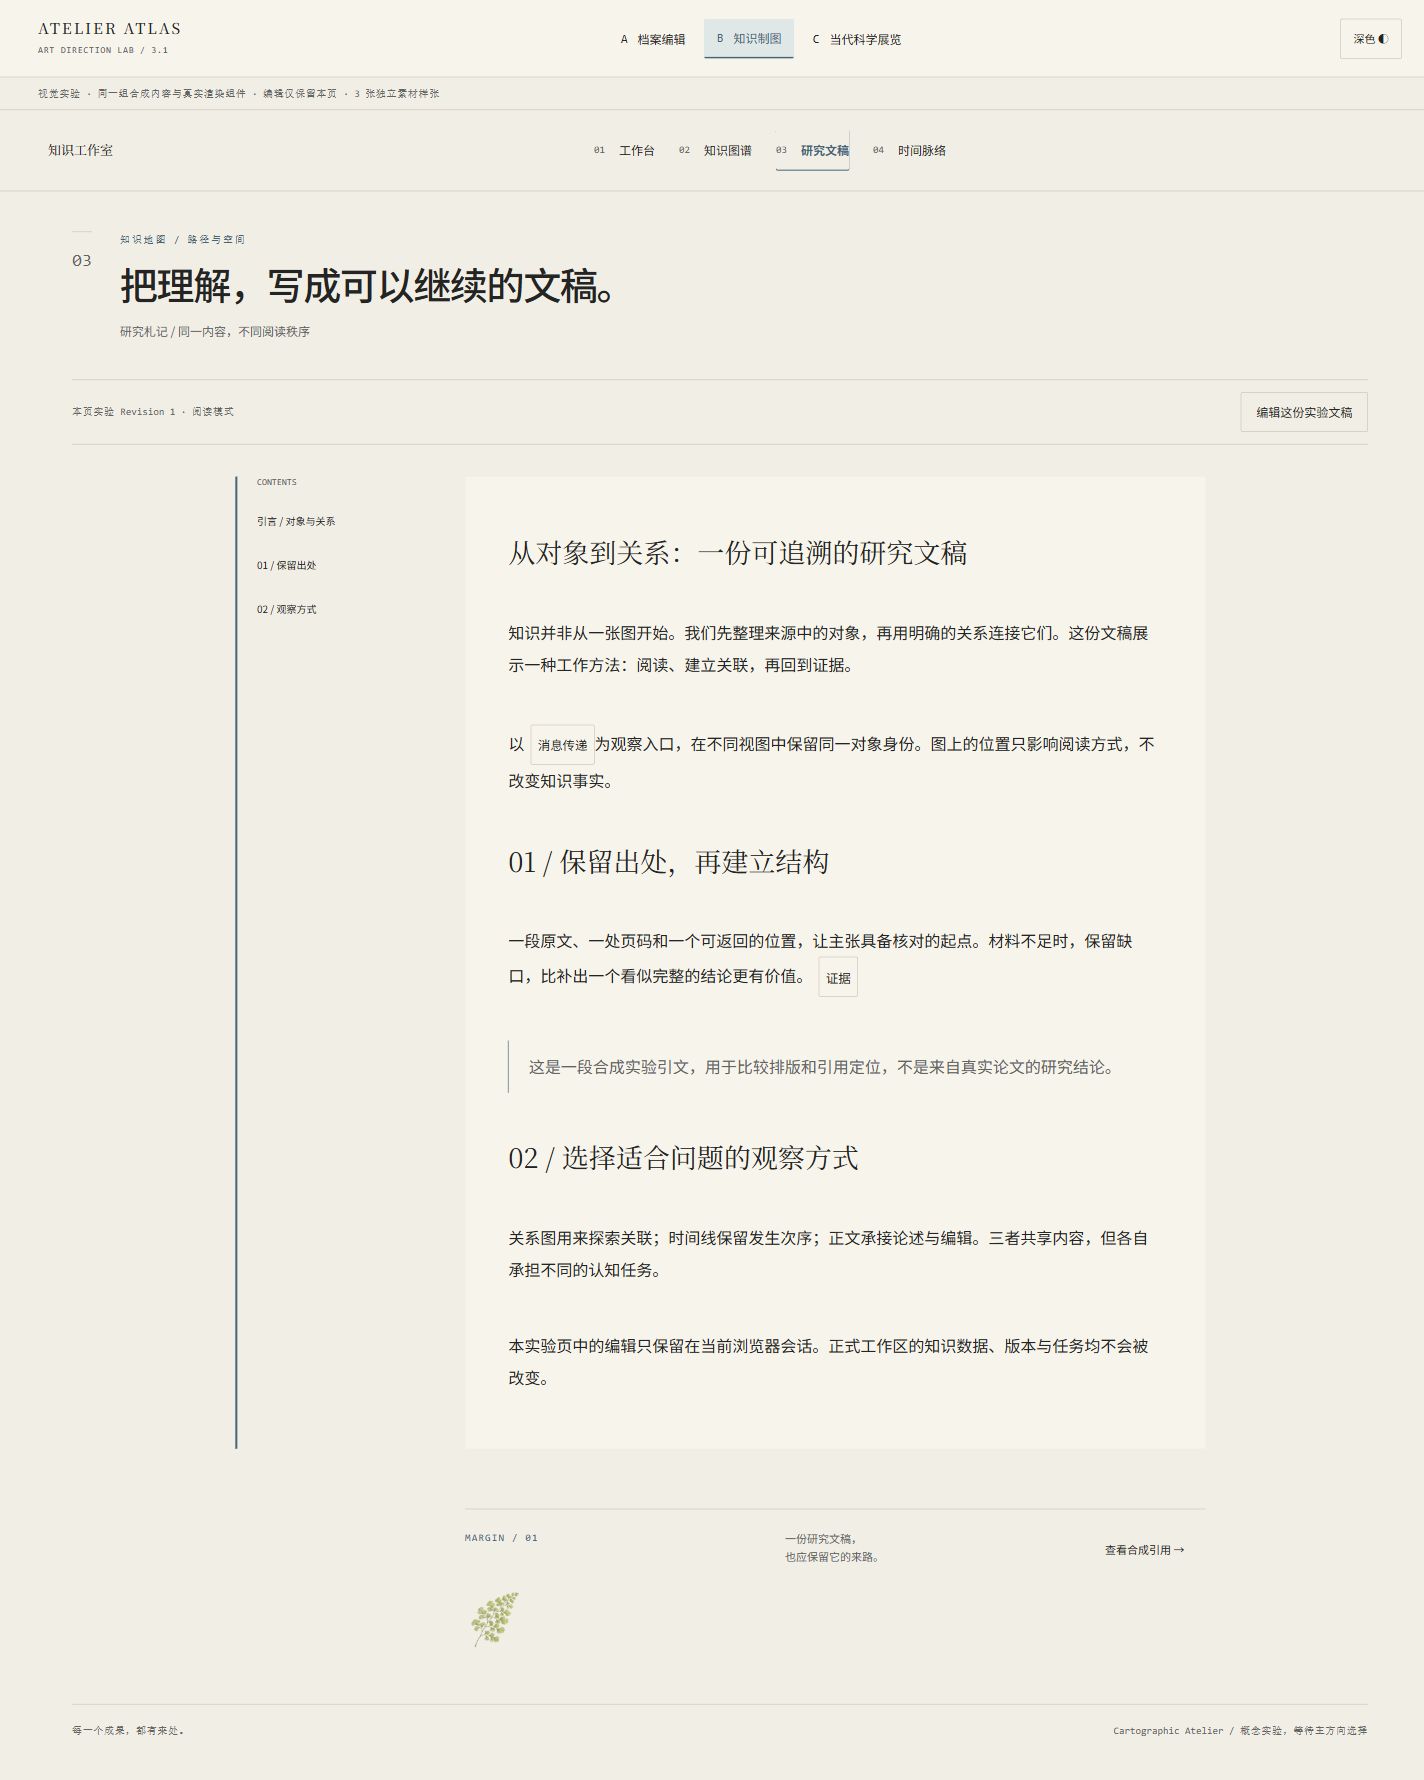 ATELIER ATLAS
ART DIRECTION LAB / 3.1
A 档案编辑
B 知识制图
C 当代科学展览
深色
视觉实验 · 同一组合成内容与真实渲染组件 · 编辑仅保留本页 · 3 张独立素材样张
知识工作室
01 工作台
02 知识图谱
03 研究文稿
04 时间脉络
知识地图 / 路径与空间
03
把理解，写成可以继续的文稿。
研究札记 / 同一内容，不同阅读秩序
本页实验 Revision 1 · 阅读模式
编辑这份实验文稿
CONTENTS
引言 / 对象与关系
01 / 保留出处
02 / 观察方式
从对象到关系：一份可追溯的研究文稿
知识并非从一张图开始。我们先整理来源中的对象，再用明确的关系连接它们。这份文稿展
示一种工作方法：阅读、建立关联，再回到证据。
以 消息传递 为观察入口，在不同视图中保留同一对象身份。图上的位置只影响阅读方式，不
改变知识事实。
01 / 保留出处，再建立结构
一段原文、一处页码和一个可返回的位置，让主张具备核对的起点。材料不足时，保留缺
口，比补出一个看似完整的结论更有价值。 证据
这是一段合成实验引文，用于比较排版和引用定位，不是来自真实论文的研究结论。
02 / 选择适合问题的观察方式
关系图用来探索关联；时间线保留发生次序；正文承接论述与编辑。三者共享内容，但各自
承担不同的认知任务。
本实验页中的编辑只保留在当前浏览器会话。正式工作区的知识数据、版本与任务均不会被
改变。
MARGIN / 01
一份研究文稿，
也应保留它的来路。
查看合成引用 →
每一个成果，都有来处。
Cartographic Atelier / 概念实验，等待主方向选择